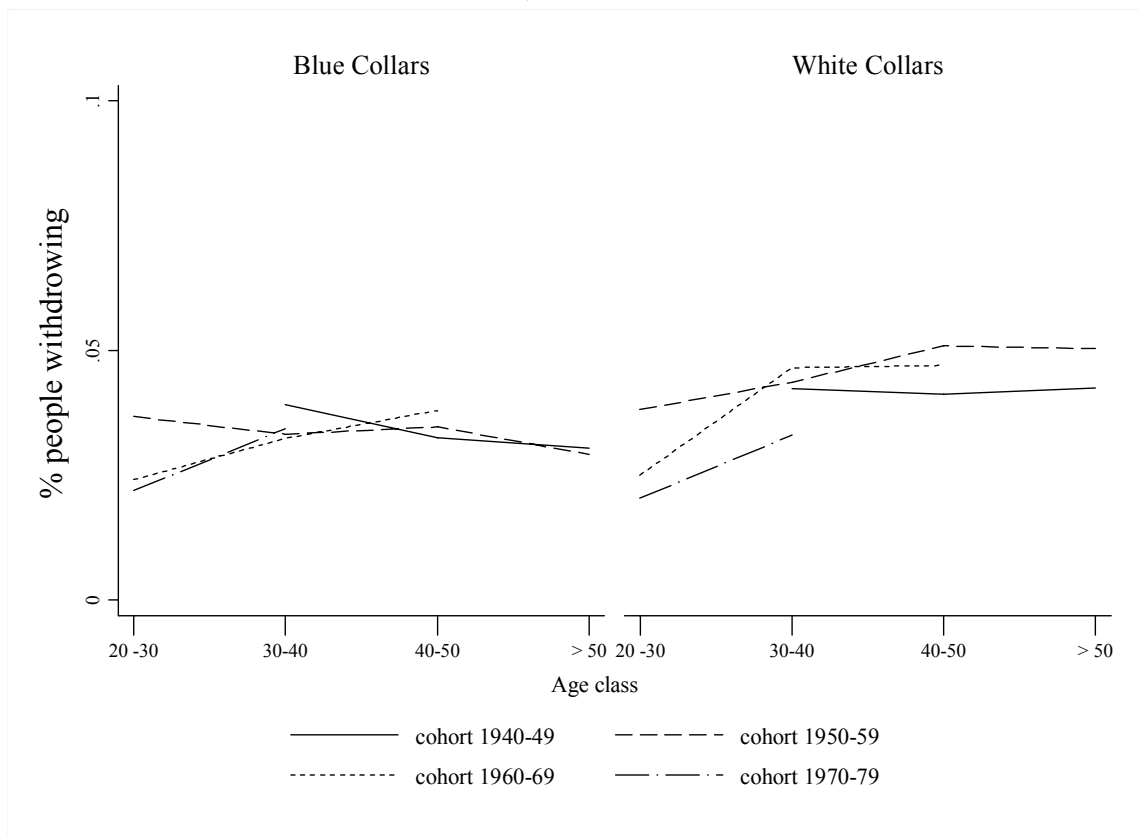 Blue Collars White Collars
% people withdrowing
.1
.05
0
20 -30 30-40 40-50 > 50 20 -30 30-40 40-50 > 50
Age class
cohort 1940-49 cohort 1950-59
cohort 1960-69 cohort 1970-79